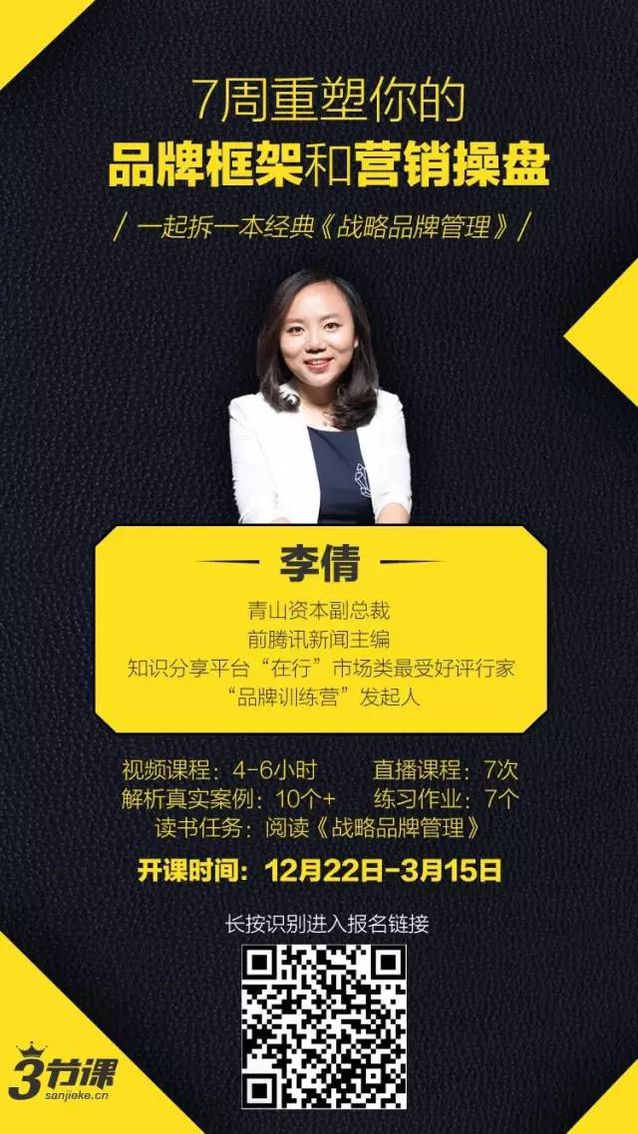 7周重塑你的
品牌框架和营销操盘
/ 一起拆一本经典《战略品牌管理》/
李倩
青山资本副总裁
前腾讯新闻主编
知识分享平台“在行”市场类最受好评行家
“品牌训练营”发起人
视频课程：4-6小时 直播课程：7次
解析真实案例：10个+ 练习作业：7个
读书任务：阅读《战略品牌管理》
开课时间：12月22日-3月15日
长按识别进入报名链接
3节课
sanjieke.cn